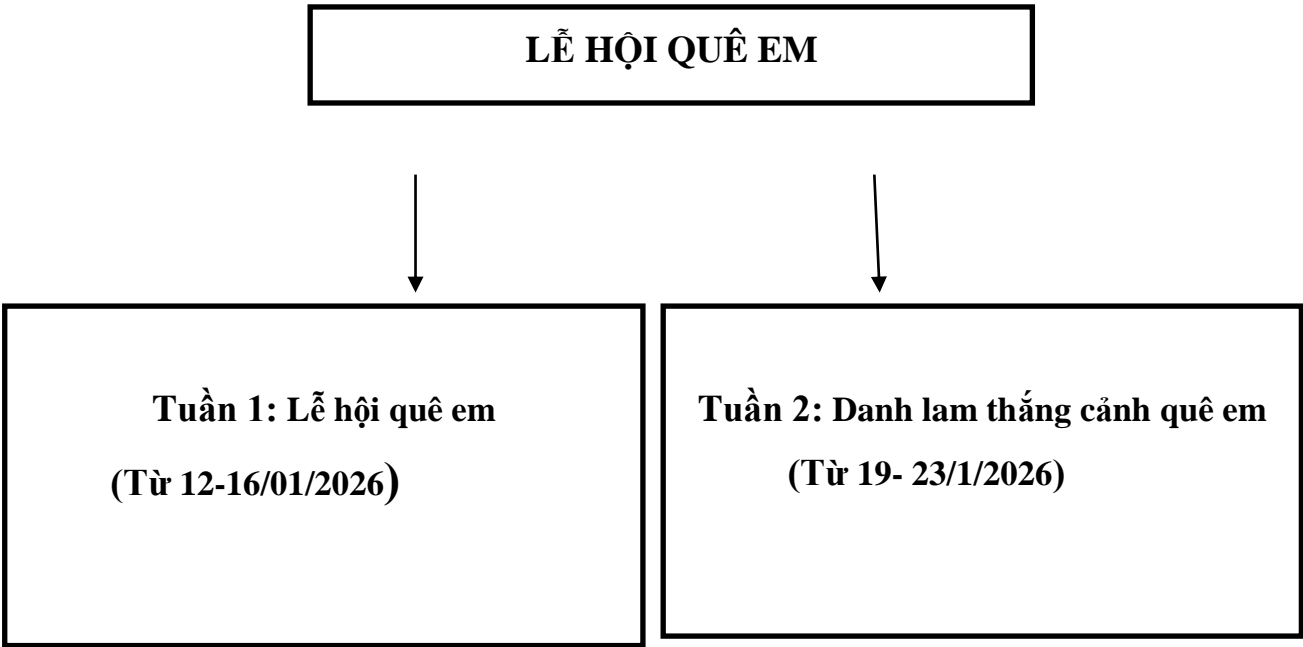 LỄ HỘI QUÊ EM
Tuần 1: Lễ hội quê em
(Từ 12-16/01/2026)
Tuần 2: Danh lam thắng cảnh quê em
(Từ 19- 23/1/2026)